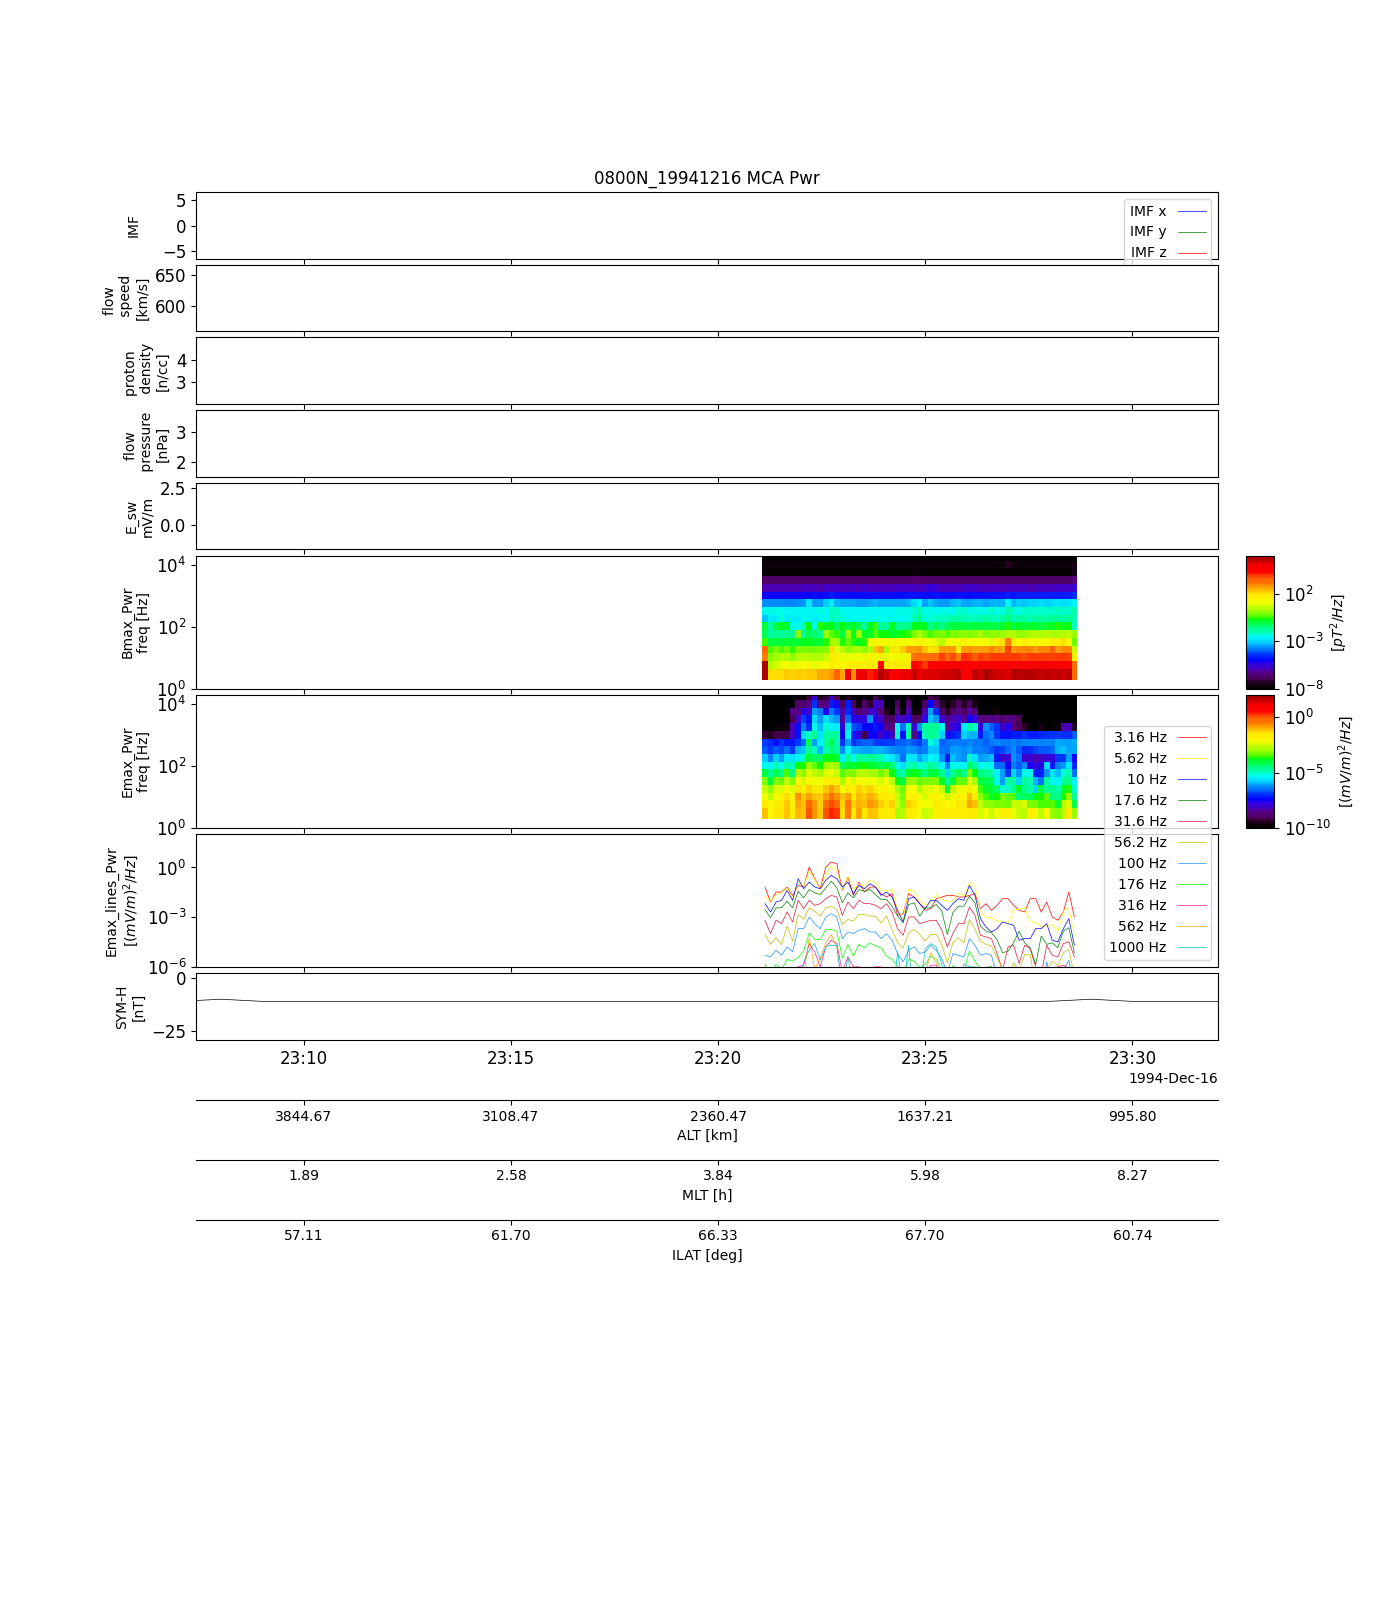 0800N_19941216 MCA Pwr
5
0
−5
IMF
IMF x
IMF y
IMF z
650
600
flow
speed
[km/s]
4
3
proton
density
[n/cc]
3
2
flow
pressure
[nPa]
2.5
0.0
E_sw
mV/m
10^4
10^2
10^0
Bmax_Pwr
freq [Hz]
10^2
10^−3
10^−8
[pT^2/Hz]
10^4
10^2
10^0
Emax_Pwr
freq [Hz]
10^0
10^−5
10^−10
[(mV/m)^2/Hz]
3.16 Hz
5.62 Hz
10 Hz
17.6 Hz
31.6 Hz
56.2 Hz
100 Hz
176 Hz
316 Hz
562 Hz
1000 Hz
10^0
10^−3
10^−6
Emax_lines_Pwr
[(mV/m)^2/Hz]
0
−25
SYM-H
[nT]
23:10 23:15 23:20 23:25 23:30
1994-Dec-16
3844.67 3108.47 2360.47 1637.21 995.80
ALT [km]
1.89 2.58 3.84 5.98 8.27
MLT [h]
57.11 61.70 66.33 67.70 60.74
ILAT [deg]